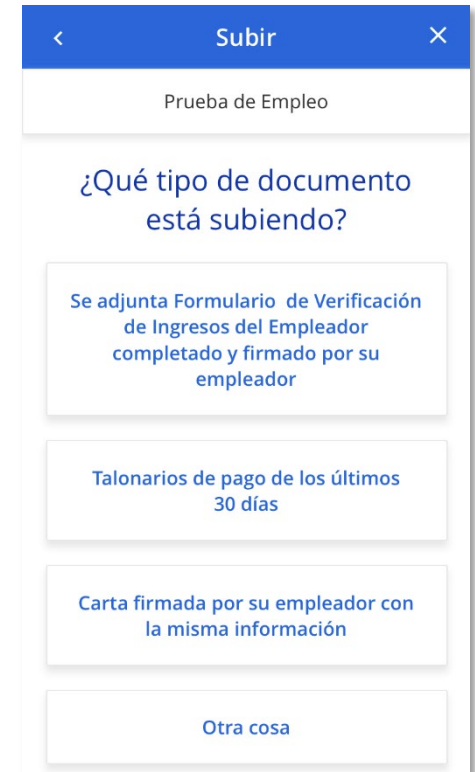 Subir
Prueba de Empleo
¿Qué tipo de documento
está subiendo?
Se adjunta Formulario de Verificación
de Ingresos del Empleador
completado y firmado por su
empleador
Talonarios de pago de los últimos
30 días
Carta firmada por su empleador con
la misma información
Otra cosa